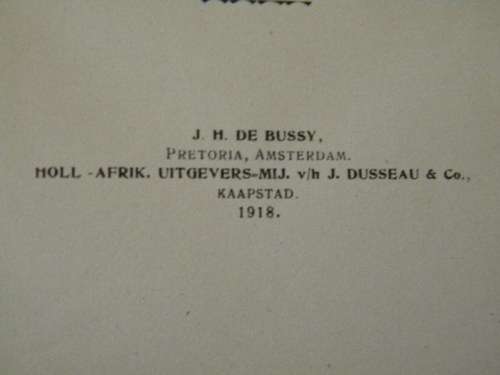 J. H. DE BUSSY,
PRETORIA, AMSTERDAM.
HOLL.-AFRIK. UITGEVERS-MIJ. v/h J. DUSSEAU & Co.,
KAAPSTAD.
1918.